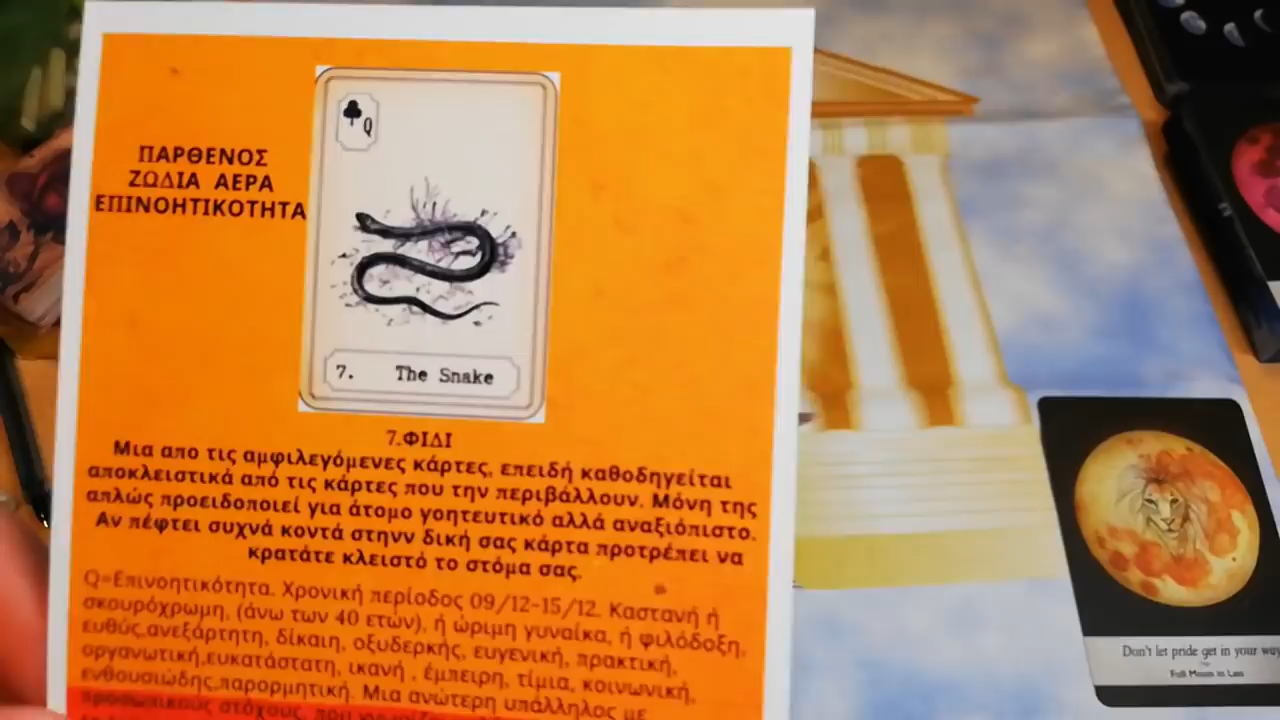 ΠΑΡΘΕΝΟΣ
ΖΩΔΙΑ ΑΕΡΑ
ΕΠΙΝΟΗΤΙΚΟΤΗΤΑ
Q
7. The Snake
7.ΦΙΔΙ
Μια απο τις αμφιλεγόμενες κάρτες, επειδή καθοδηγείται
αποκλειστικά από τις κάρτες που την περιβάλλουν. Μόνη της
απλώς προειδοποιεί για άτομο γοητευτικό αλλά αναξιόπιστο.
Αν πέφτει συχνά κοντά στηνν δική σας κάρτα προτρέπει να
κρατάτε κλειστό το στόμα σας.
Q=Επινοητικότητα. Χρονική περίοδος 09/12-15/12. Καστανή ή
σκουρόχρωμη, (άνω των 40 ετών), ή ώριμη γυναίκα, ή φιλόδοξη,
ευθύς,ανεξάρτητη, δίκαιη, οξυδερκής, ευγενική, πρακτική,
οργανωτική,ευκατάστατη, ικανή , έμπειρη, τίμια, κοινωνική,
ενθουσιώδης,παρορμητική. Μια ανώτερη υπάλληλος με
προσωπικούς στόχους, που
Don't let pride get in your way
Full Moon in Leo